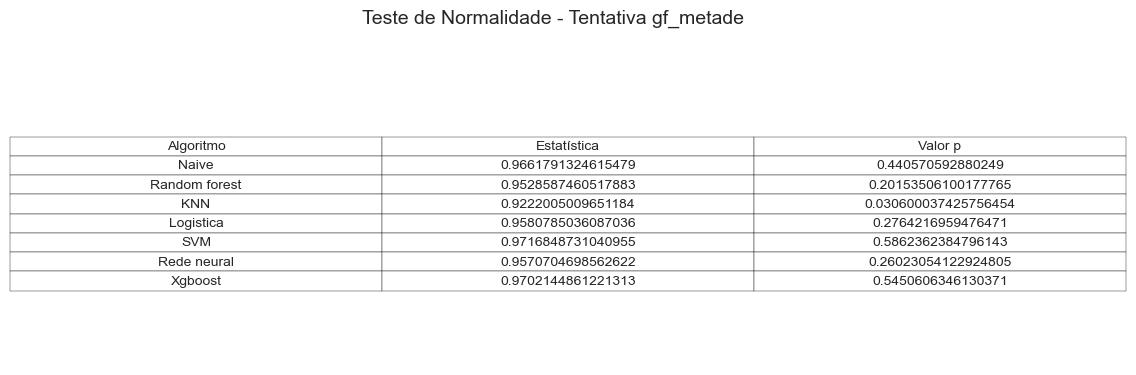 Teste de Normalidade - Tentativa gf_metade
Algoritmo Estatística Valor p
Naive 0.9661791324615479 0.440570592880249
Random forest 0.9528587460517883 0.20153506100177765
KNN 0.9222005009651184 0.030600037425756454
Logistica 0.9580785036087036 0.2764216959476471
SVM 0.9716848731040955 0.5862362384796143
Rede neural 0.9570704698562622 0.26023054122924805
Xgboost 0.9702144861221313 0.5450606346130371